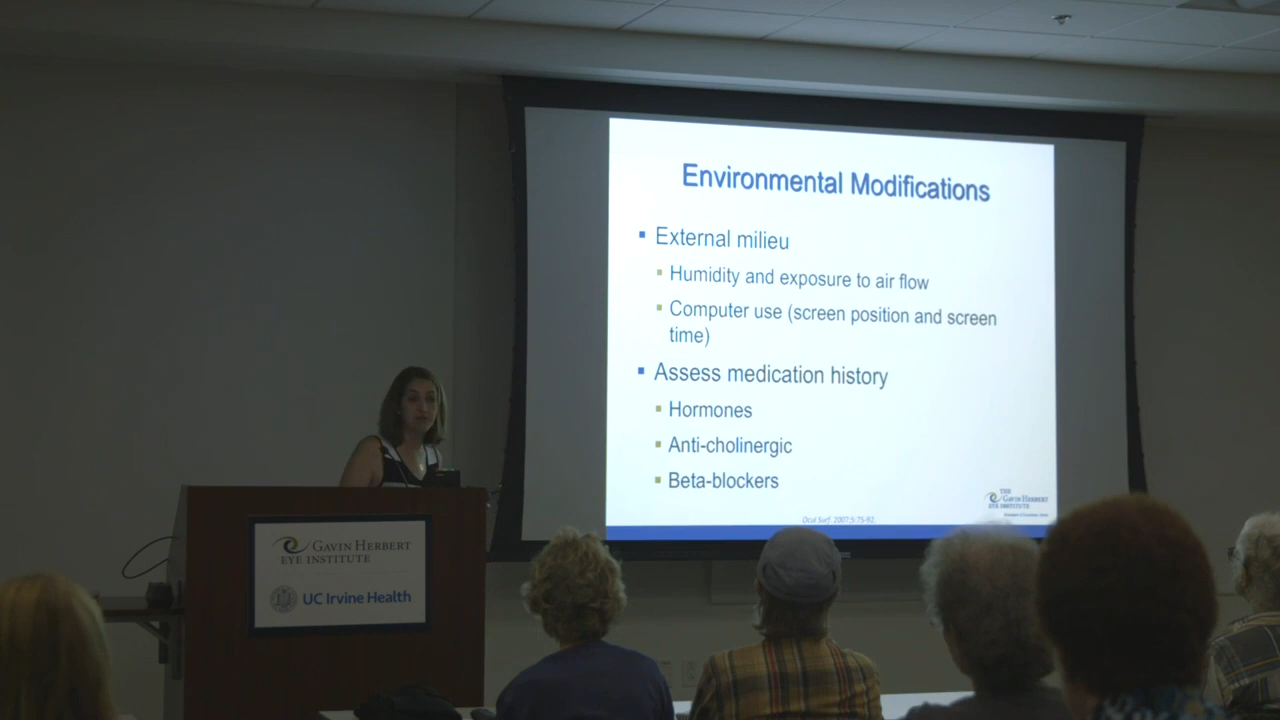 Environmental Modifications
External milieu
Humidity and exposure to air flow
Computer use (screen position and screen
time)
Assess medication history
Hormones
Anti-cholinergic
Beta-blockers
Ocul Surf. 2007;5:75-92.
THE
GAVIN HERBERT
EYE INSTITUTE
GAVIN HERBERT
EYE INSTITUTE
UC Irvine Health